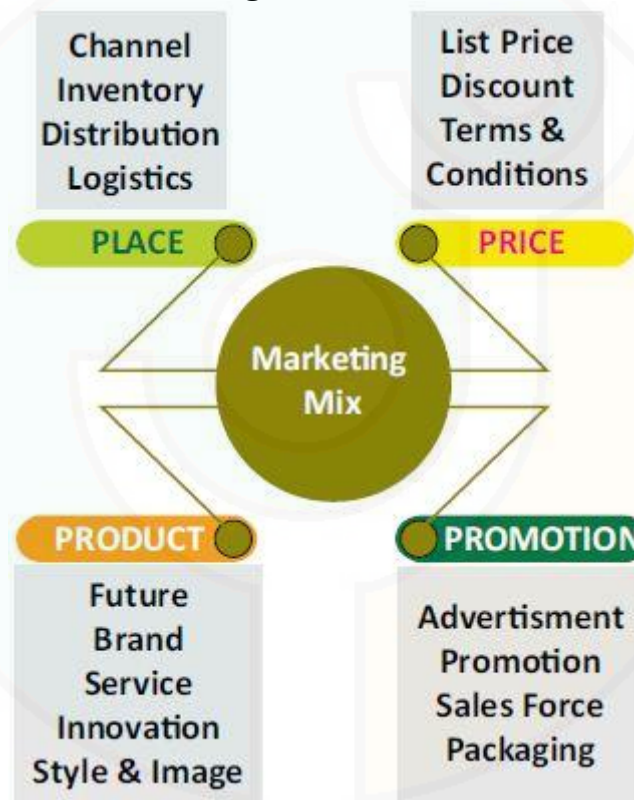 Channel
Inventory
Distribution
Logistics
PLACE
List Price
Discount
Terms &
Conditions
PRICE
Marketing
Mix
PRODUCT
Future
Brand
Service
Innovation
Style & Image
PROMOTION
Advertisment
Promotion
Sales Force
Packaging